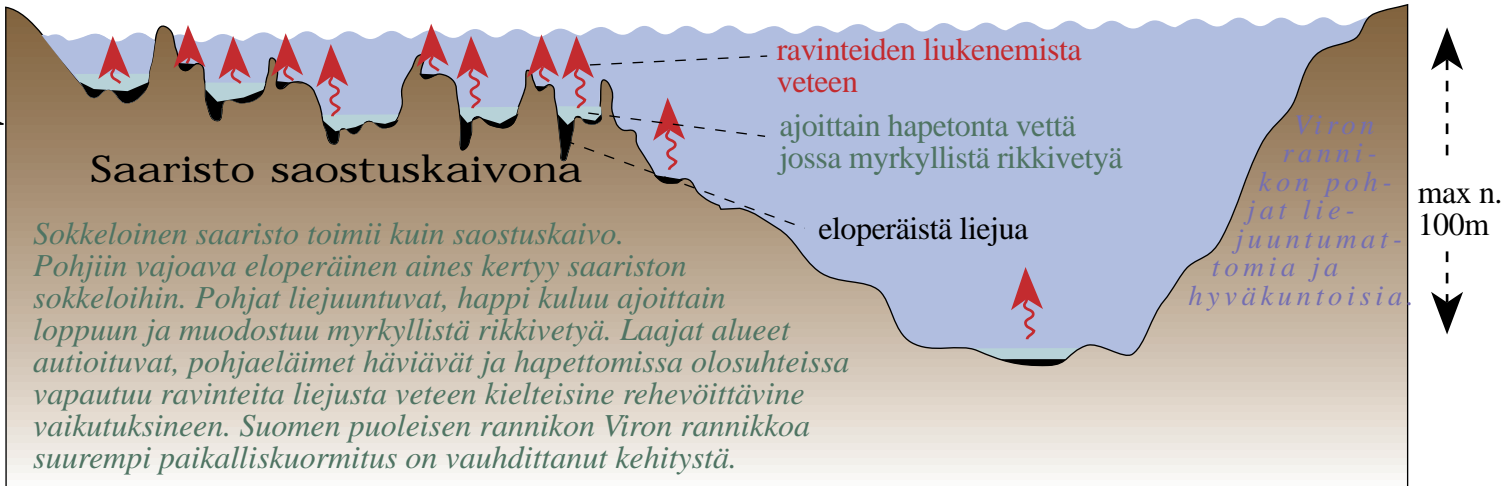 ravinteiden liukenemista
veteen
ajoittain hapetonta vettä
jossa myrkyllistä rikkivetyä
eloperäistä liejua
Saaristo saostuskaivona
Sokkeloinen saaristo toimii kuin saostuskaivo.
Pohjiin vajoava eloperäinen aines kertyy saariston
sokkeloihin. Pohjat liejuuntuvat, happi kuluu ajoittain
loppuun ja muodostuu myrkyllistä rikkivetyä. Laajat alueet
autioituvat, pohjaeläimet häviävät ja hapettomissa olosuhteissa
vapautuu ravinteita liejusta veteen kielteisine rehevöittävine
vaikutuksineen. Suomen puoleisen rannikon Viron rannikkoa
suurempi paikalliskuormitus on vauhdittanut kehitystä.
Viron
ranni-
kon poh-
jat lie-
juuntumat-
tomia ja
hyväkuntoisia.
max n.
100m